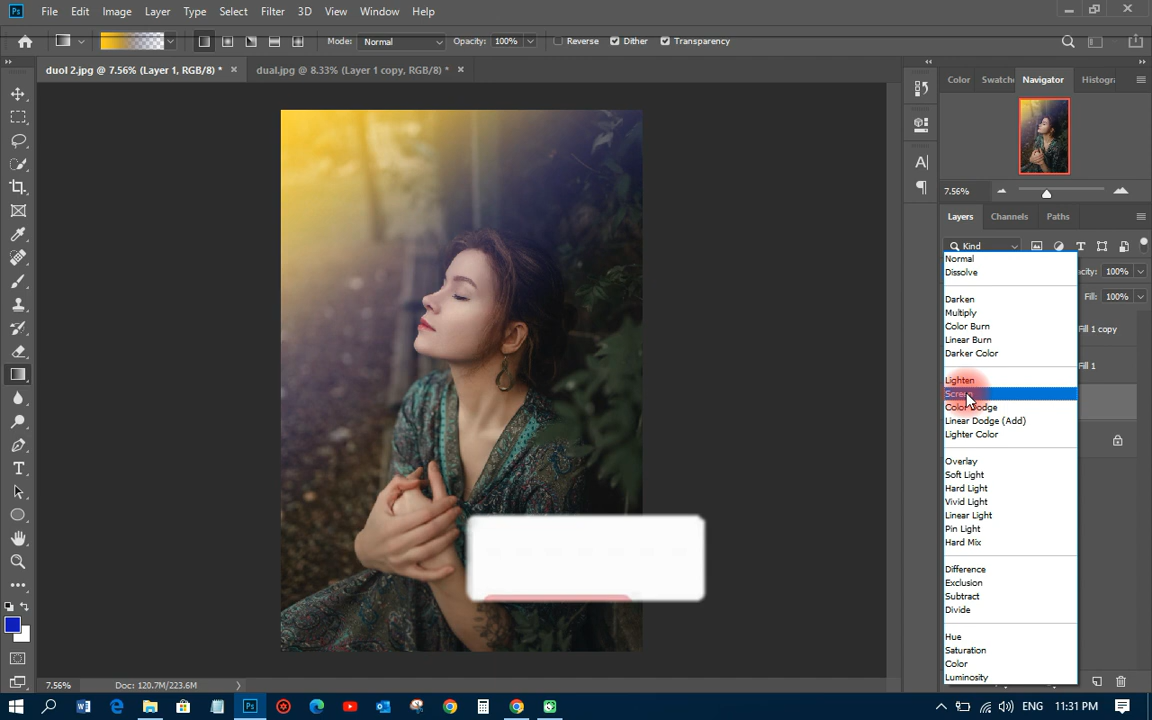 Ps File Edit Image Layer Type Select Filter 3D View Window Help
Mode: Normal Opacity: 100% Reverse Dither Transparency
duol 2.jpg @ 7.56% (Layer 1, RGB/8) * × dual.jpg @ 8.33% (Layer 1 copy, RGB/8) * ×
Color Swatch Navigator Histogr
7.56%
Layers Channels Paths
Kind
Normal
Dissolve
acity: 100%
Fill: 100%
Darken
Multiply
Color Burn
Linear Burn
Darker Color
Fill 1 copy
Fill 1
Lighten
Screen
Color Dodge
Linear Dodge (Add)
Lighter Color
Overlay
Soft Light
Hard Light
Vivid Light
Linear Light
Pin Light
Hard Mix
Difference
Exclusion
Subtract
Divide
Hue
Saturation
Color
Luminosity
7.56% Doc: 120.7M/223.6M
ENG 11:31 PM